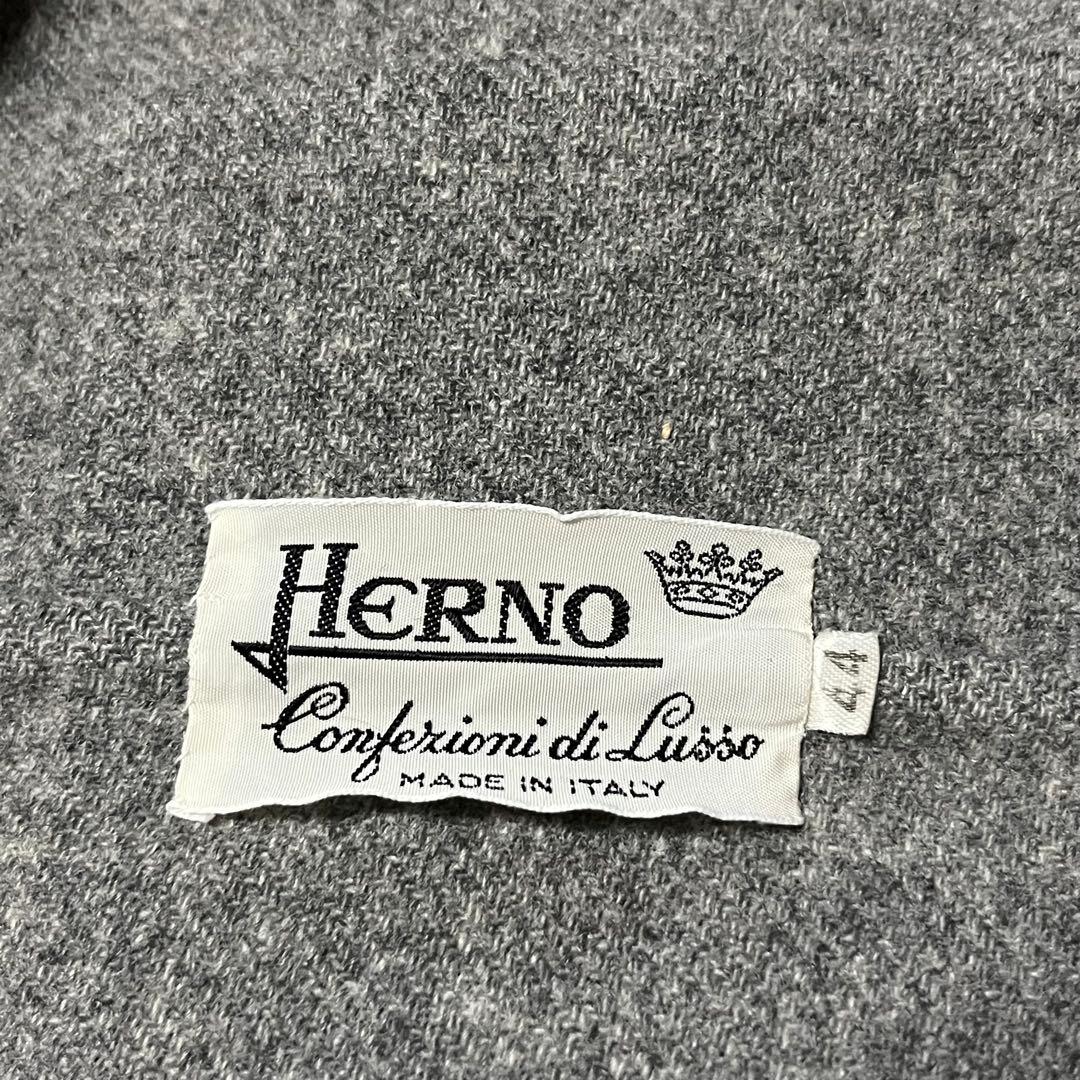 HERNO
Confezioni di Lusso
MADE IN ITALY
44